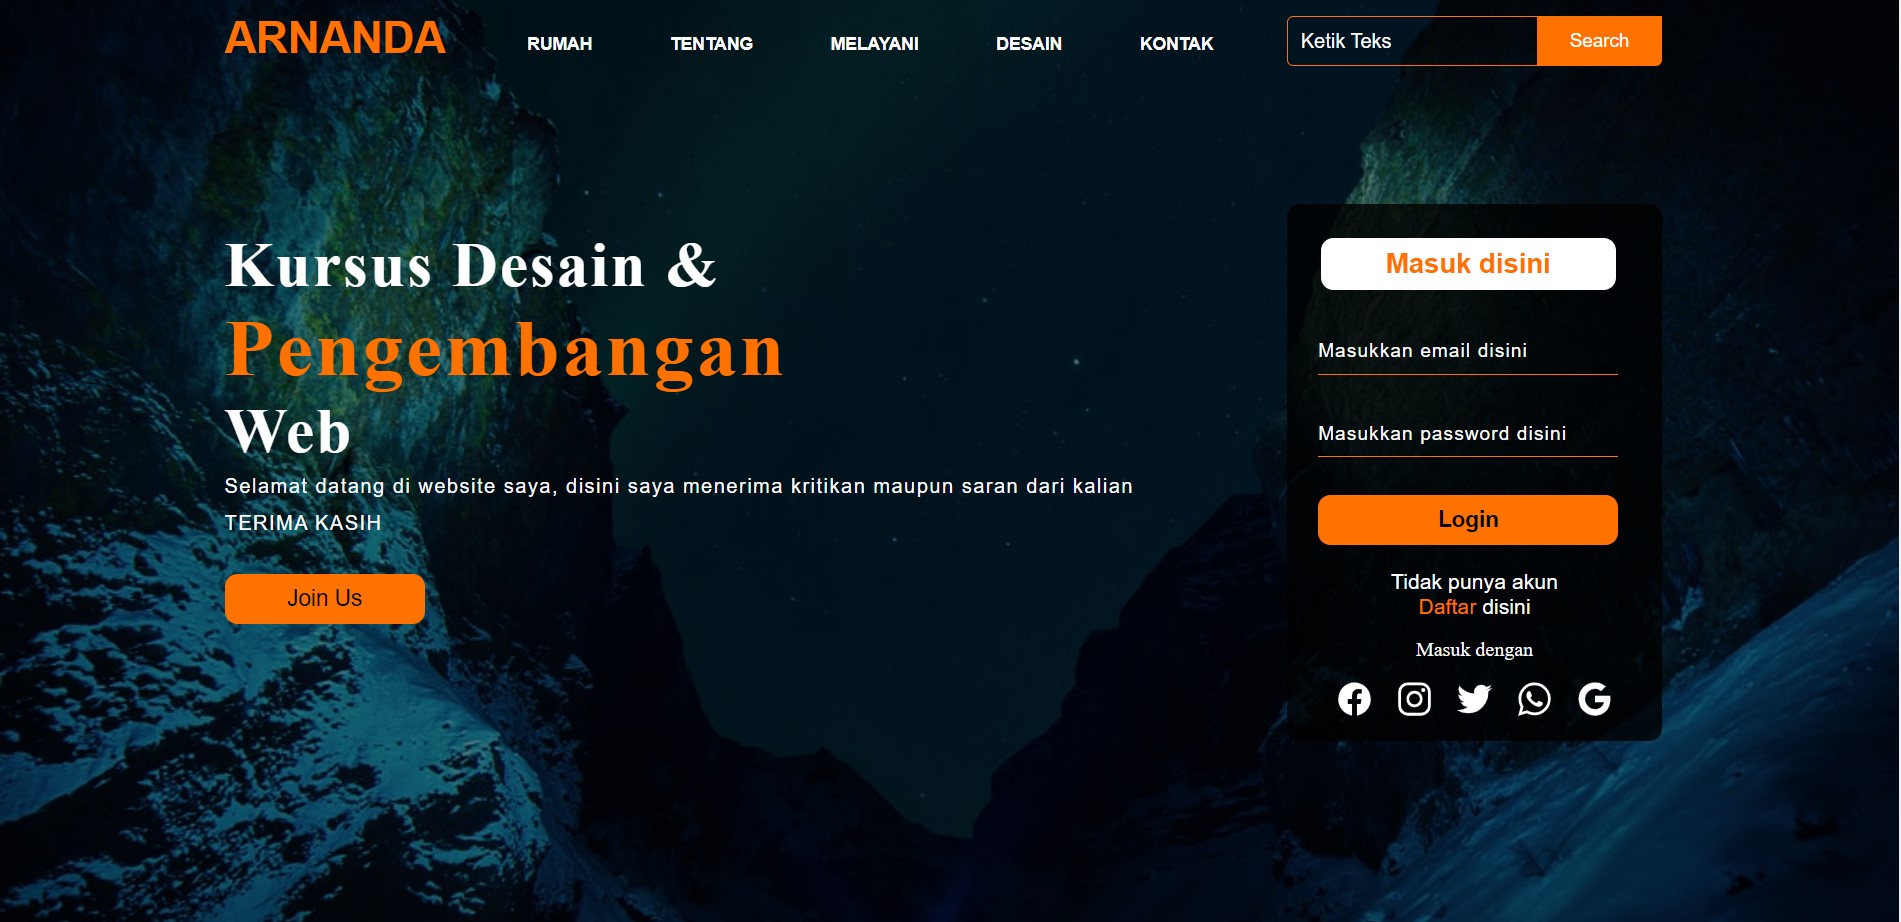 ARNANDA
RUMAH TENTANG MELAYANI DESAIN KONTAK
Ketik Teks Search
Kursus Desain &
Pengembangan
Web
Selamat datang di website saya, disini saya menerima kritikan maupun saran dari kalian
TERIMA KASIH
Join Us
Masuk disini
Masukkan email disini
Masukkan password disini
Login
Tidak punya akun
Daftar disini
Masuk dengan